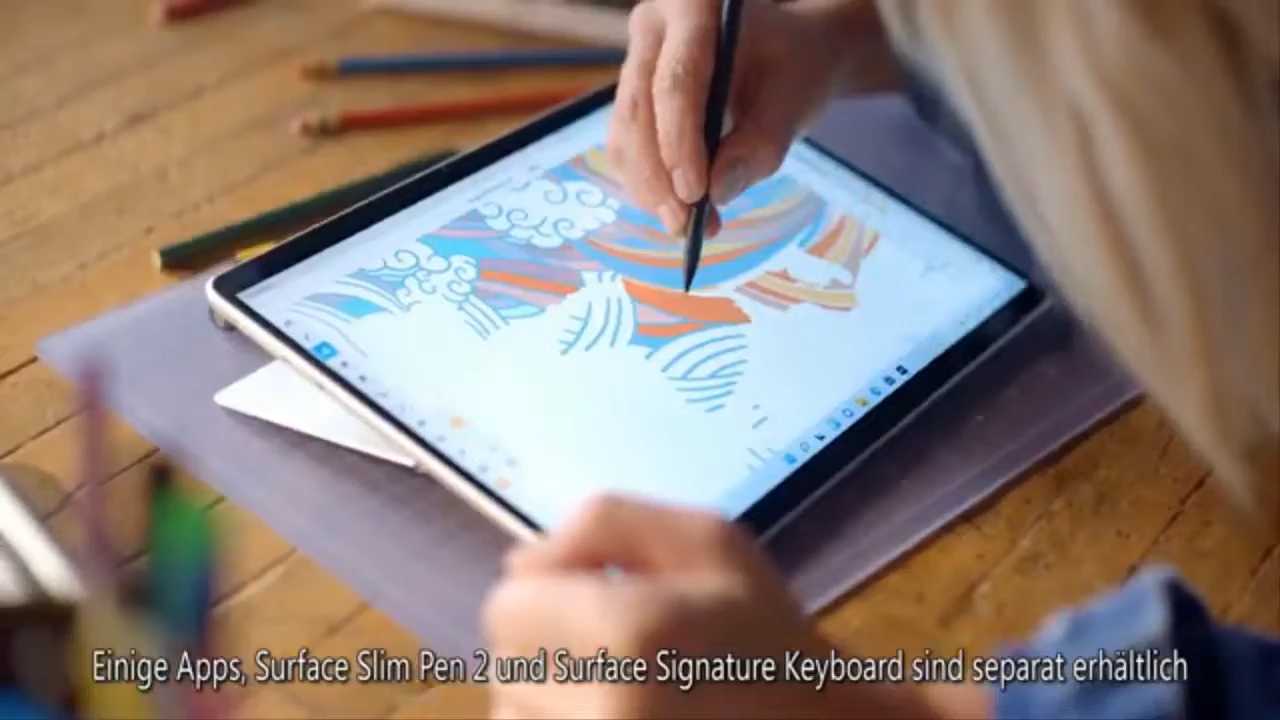 Einige Apps, Surface Slim Pen 2 und Surface Signature Keyboard sind separat erhältlich